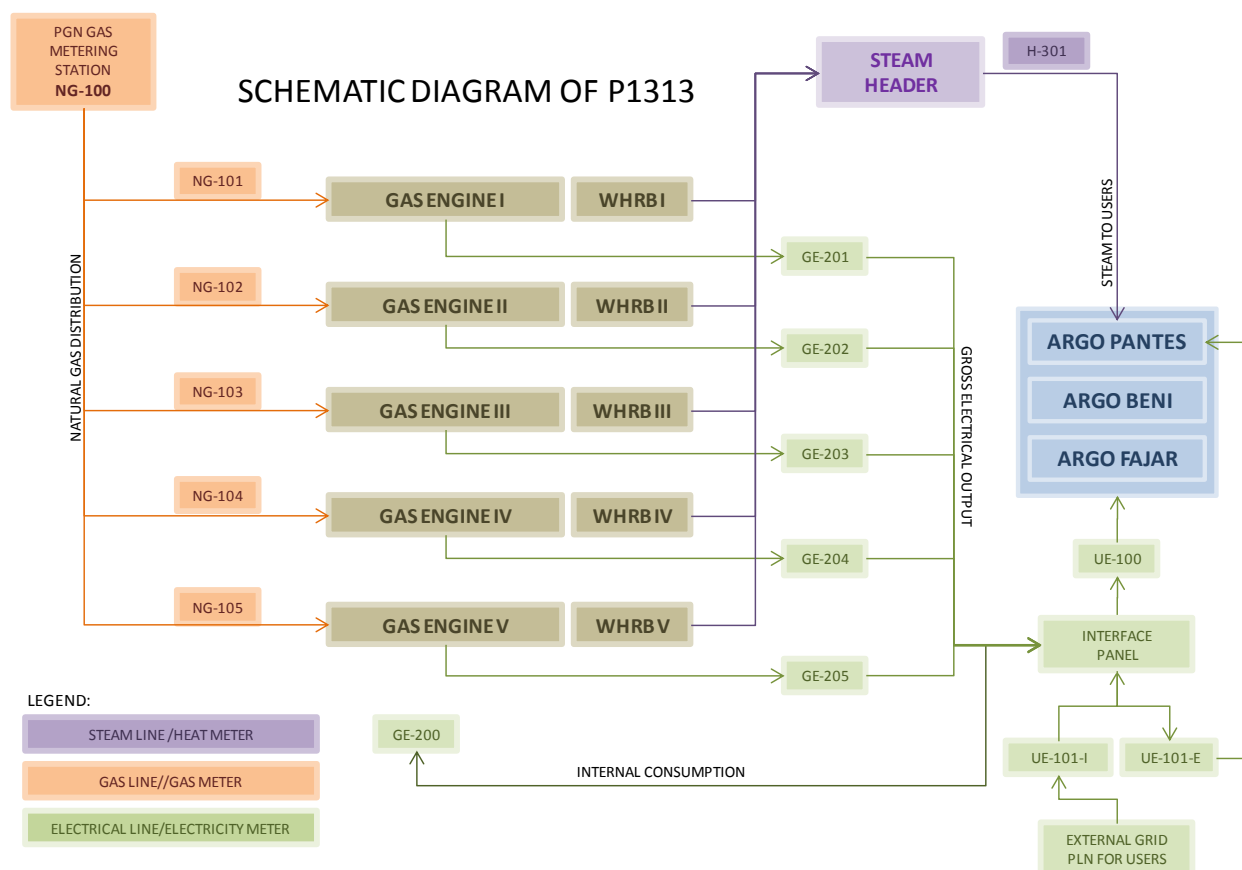 PGN GAS
METERING
STATION
NG-100
SCHEMATIC DIAGRAM OF P1313
STEAM
HEADER
H-301
NG-101
GAS ENGINE I
WHRB I
GE-201
NG-102
GAS ENGINE II
WHRB II
GE-202
NG-103
GAS ENGINE III
WHRB III
GE-203
NG-104
GAS ENGINE IV
WHRB IV
GE-204
NG-105
GAS ENGINE V
WHRB V
GE-205
NATURAL GAS DISTRIBUTION
GROSS ELECTRICAL OUTPUT
STEAM TO USERS
ARGO PANTES
ARGO BENI
ARGO FAJAR
UE-100
INTERFACE
PANEL
UE-101-I
UE-101-E
EXTERNAL GRID
PLN FOR USERS
GE-200
INTERNAL CONSUMPTION
LEGEND:
STEAM LINE /HEAT METER
GAS LINE//GAS METER
ELECTRICAL LINE/ELECTRICITY METER